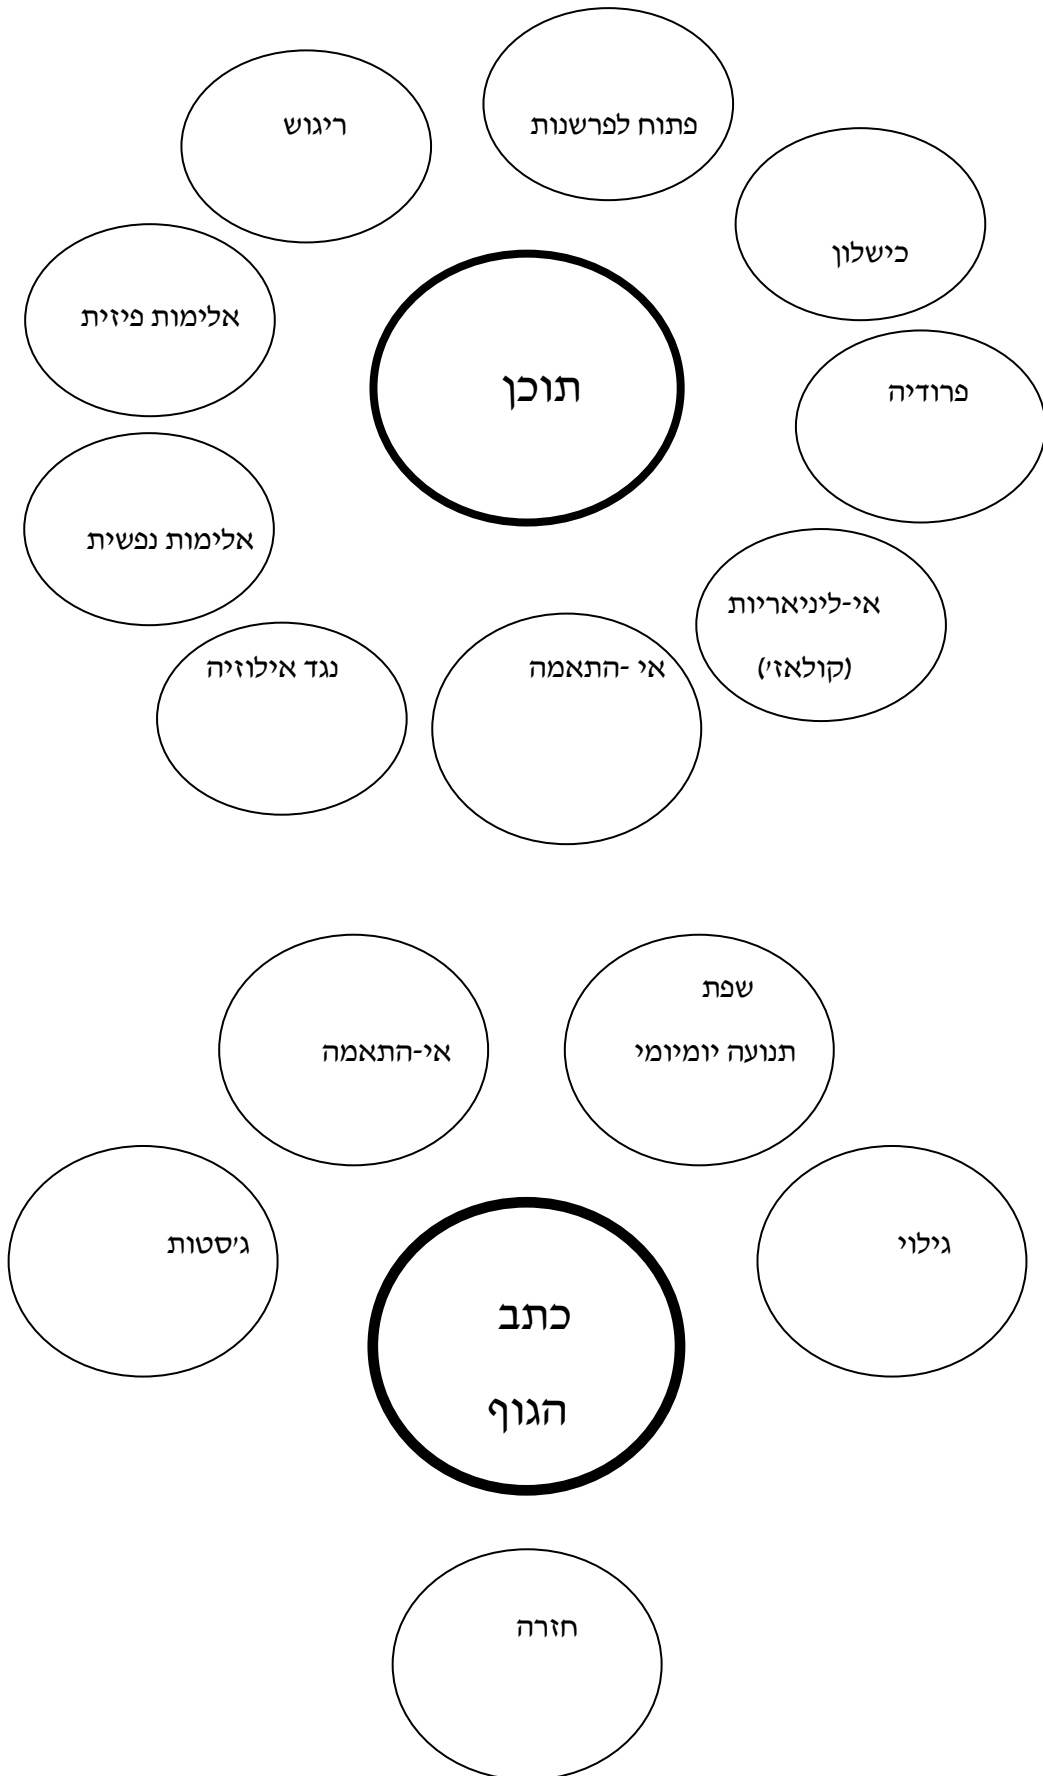 פתוח לפרשנות
ריגוש
כישלון
אלימות פיזית
תוכן
פרודיה
אלימות נפשית
אי-ליניאריות
(קולאז')
אי -התאמה
נגד אילוזיה
שפת
תנועה יומיומי
אי-התאמה
גילוי
ג'סטות
כתב
הגוף
חזרה